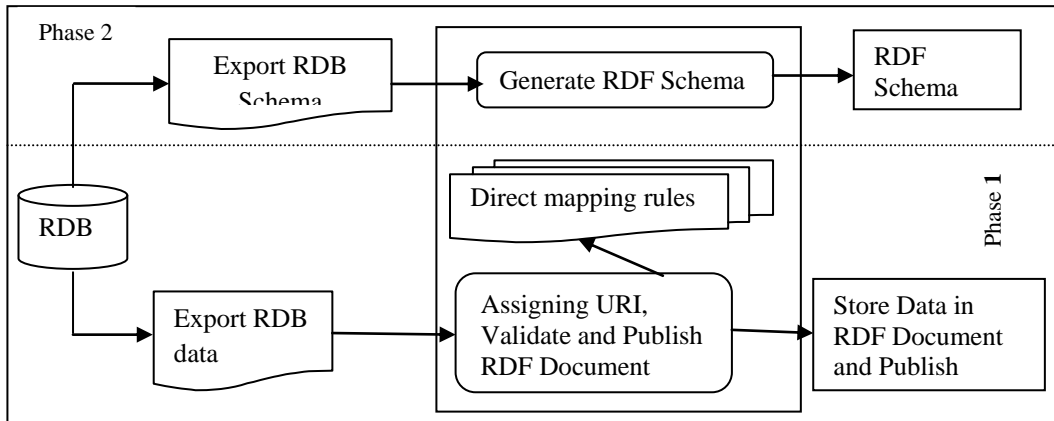 Phase 2
Export RDB
Schema
Generate RDF Schema
RDF
Schema
Direct mapping rules
RDB
Phase 1
Export RDB
data
Assigning URI,
Validate and Publish
RDF Document
Store Data in
RDF Document
and Publish